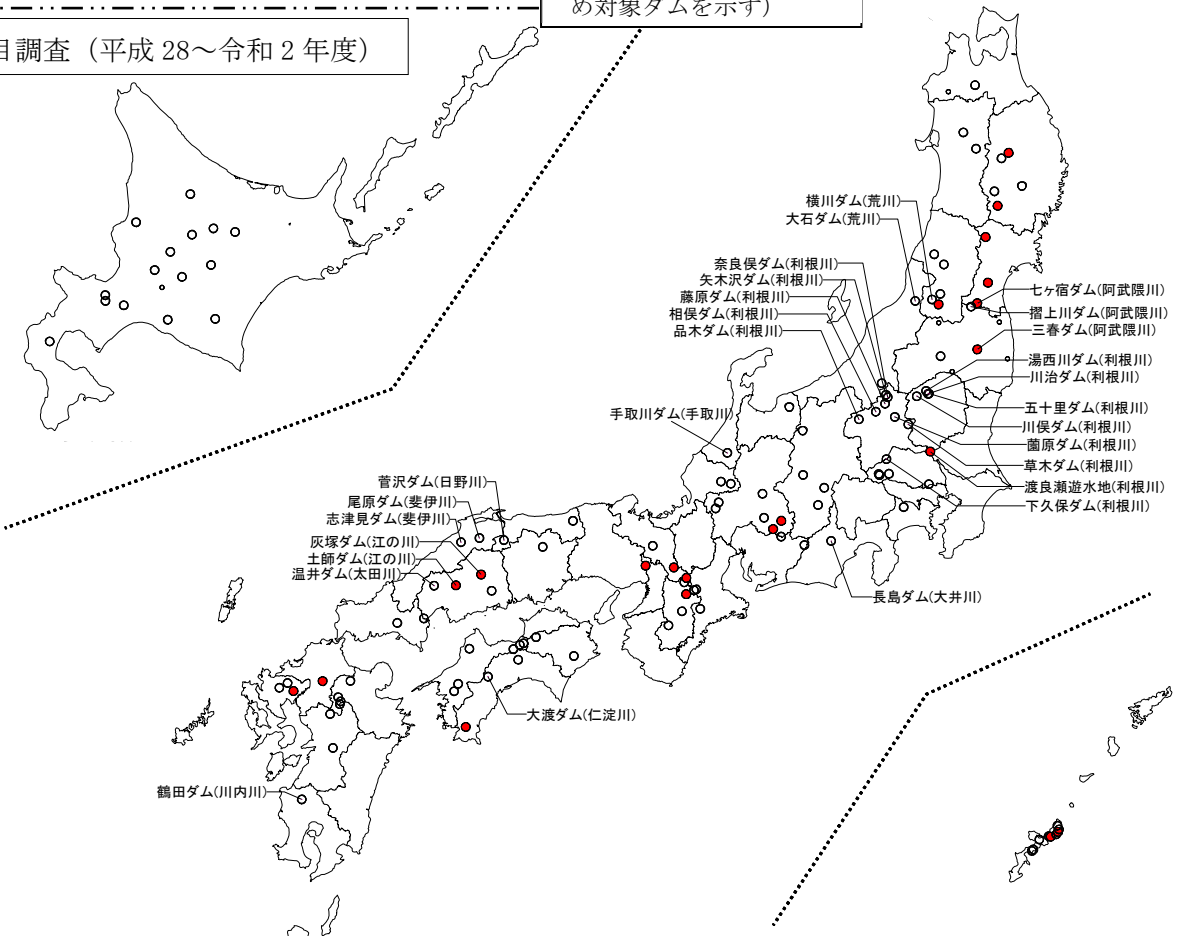 め対象ダムを示す)
目調査（平成 28～令和 2 年度）
横川ダム(荒川)
大石ダム(荒川)
奈良俣ダム(利根川)
矢木沢ダム(利根川)
藤原ダム(利根川)
相俣ダム(利根川)
品木ダム(利根川)
七ヶ宿ダム(阿武隈川)
摺上川ダム(阿武隈川)
三春ダム(阿武隈川)
湯西川ダム(利根川)
川治ダム(利根川)
五十里ダム(利根川)
川俣ダム(利根川)
薗原ダム(利根川)
草木ダム(利根川)
渡良瀬遊水地(利根川)
下久保ダム(利根川)
手取川ダム(手取川)
菅沢ダム(日野川)
尾原ダム(斐伊川)
志津見ダム(斐伊川)
灰塚ダム(江の川)
土師ダム(江の川)
温井ダム(太田川)
長島ダム(大井川)
大渡ダム(仁淀川)
鶴田ダム(川内川)